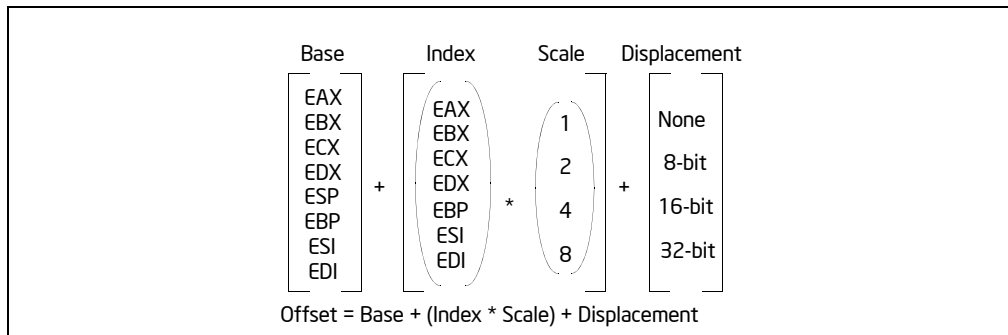 Base Index Scale Displacement
EAX
EBX
ECX
EDX
ESP
EBP
ESI
EDI
+
EAX
EBX
ECX
EDX
EBP
ESI
EDI
*
1
2
4
8
+
None
8-bit
16-bit
32-bit
Offset = Base + (Index * Scale) + Displacement